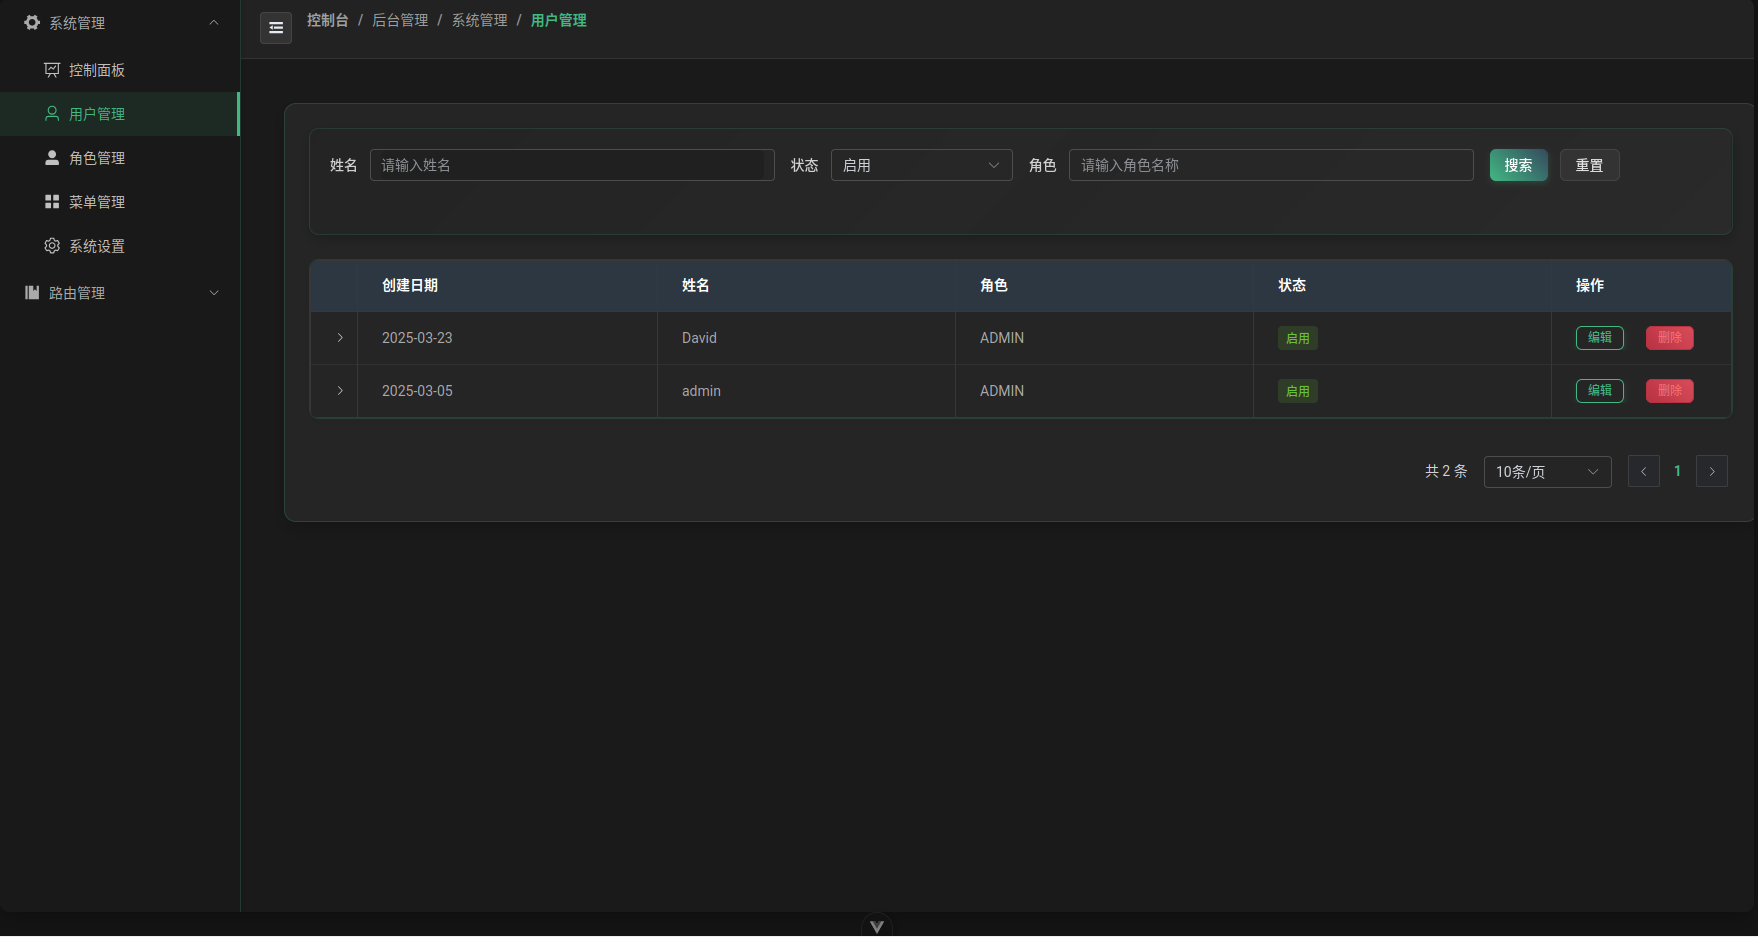 系统管理
控制面板
用户管理
角色管理
菜单管理
系统设置
路由管理
控制台 / 后台管理 / 系统管理 / 用户管理
姓名 请输入姓名 状态 启用 角色 请输入角色名称 搜索 重置
创建日期 姓名 角色 状态 操作
2025-03-23 David ADMIN 启用 编辑 删除
2025-03-05 admin ADMIN 启用 编辑 删除
共 2 条 10条/页 1